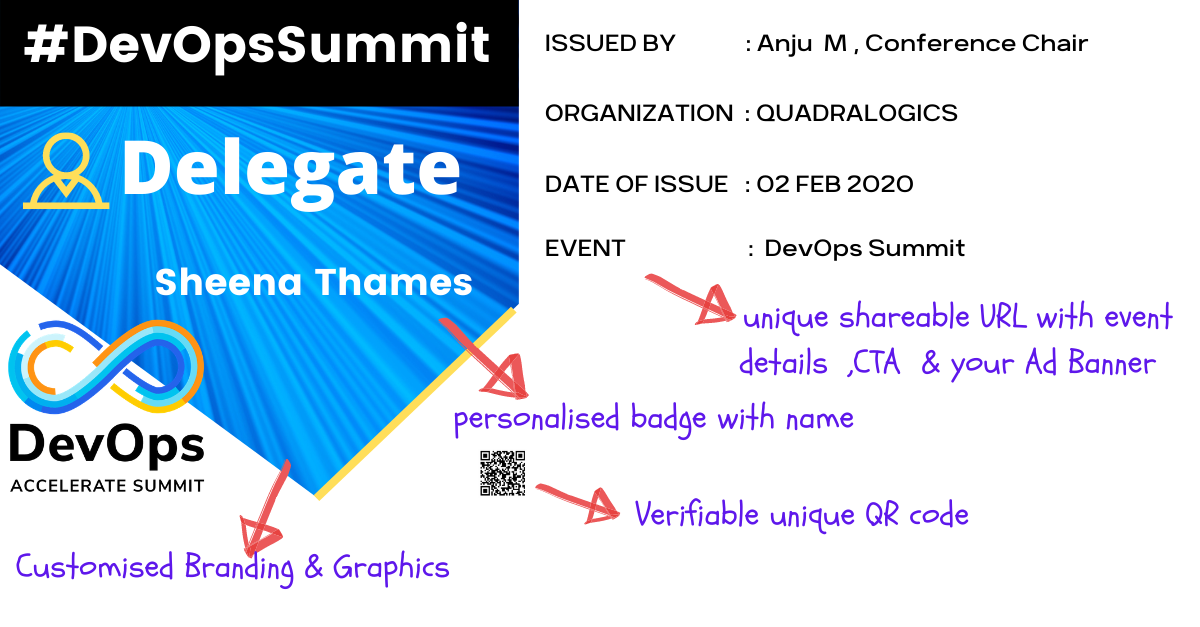 #DevOpsSummit
Delegate
Sheena Thames
DevOps
ACCELERATE SUMMIT
Customised Branding & Graphics
ISSUED BY : Anju M , Conference Chair
ORGANIZATION : QUADRALOGICS
DATE OF ISSUE : 02 FEB 2020
EVENT : DevOps Summit
unique shareable URL with event
details ,CTA & your Ad Banner
personalised badge with name
Verifiable unique QR code